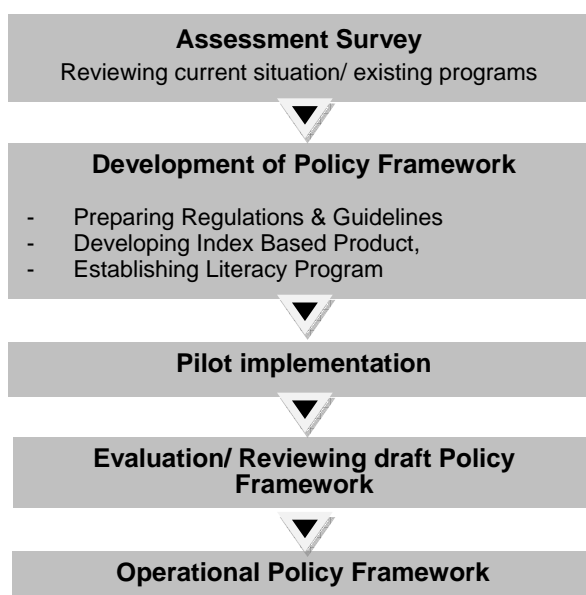 Assessment Survey
Reviewing current situation/ existing programs
Development of Policy Framework
- Preparing Regulations & Guidelines
- Developing Index Based Product,
- Establishing Literacy Program
Pilot implementation
Evaluation/ Reviewing draft Policy
Framework
Operational Policy Framework